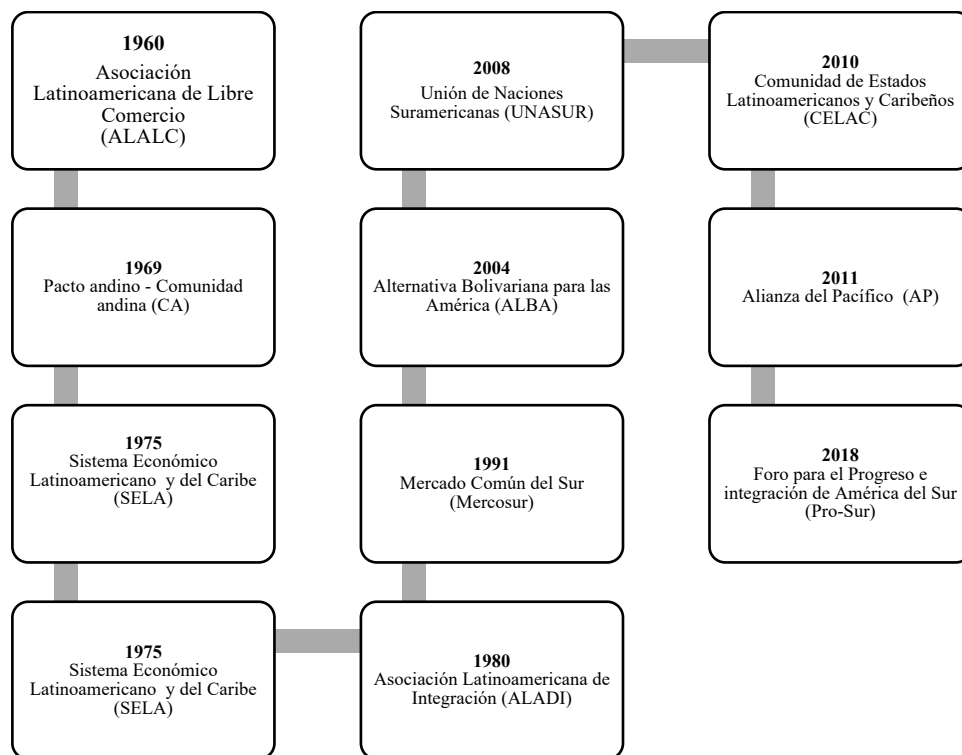 1960
Asociación
Latinoamericana de Libre
Comercio
(ALALC)
1969
Pacto andino - Comunidad
andina (CA)
1975
Sistema Económico
Latinoamericano y del Caribe
(SELA)
1975
Sistema Económico
Latinoamericano y del Caribe
(SELA)
1980
Asociación Latinoamericana de
Integración (ALADI)
1991
Mercado Común del Sur
(Mercosur)
2004
Alternativa Bolivariana para las
América (ALBA)
2008
Unión de Naciones
Suramericanas (UNASUR)
2010
Comunidad de Estados
Latinoamericanos y Caribeños
(CELAC)
2011
Alianza del Pacífico (AP)
2018
Foro para el Progreso e
integración de América del Sur
(Pro-Sur)